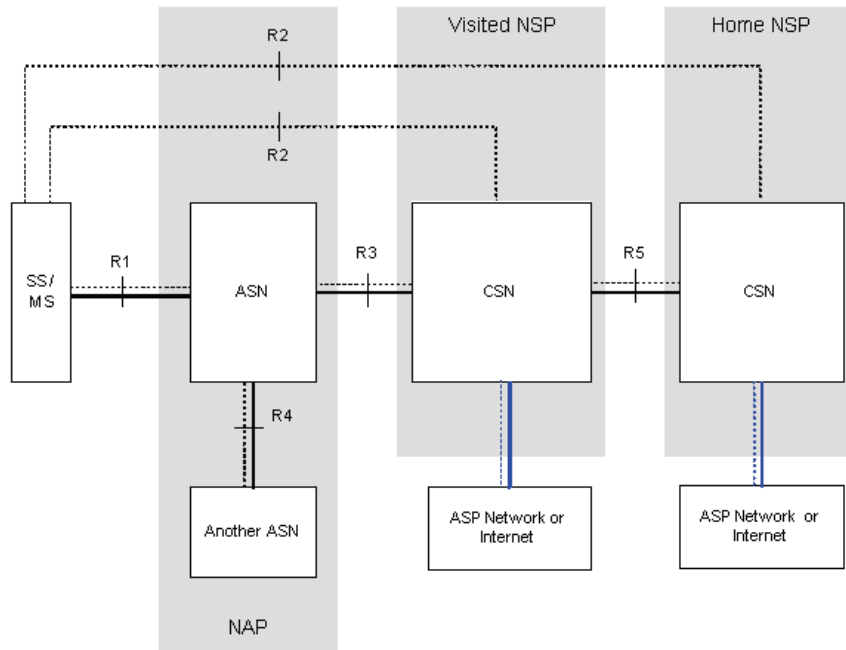 R2
Visited NSP
Home NSP
R2
SS/
MS
R1
ASN
R3
CSN
R5
CSN
R4
Another ASN
ASP Network or
Internet
ASP Network or
Internet
NAP